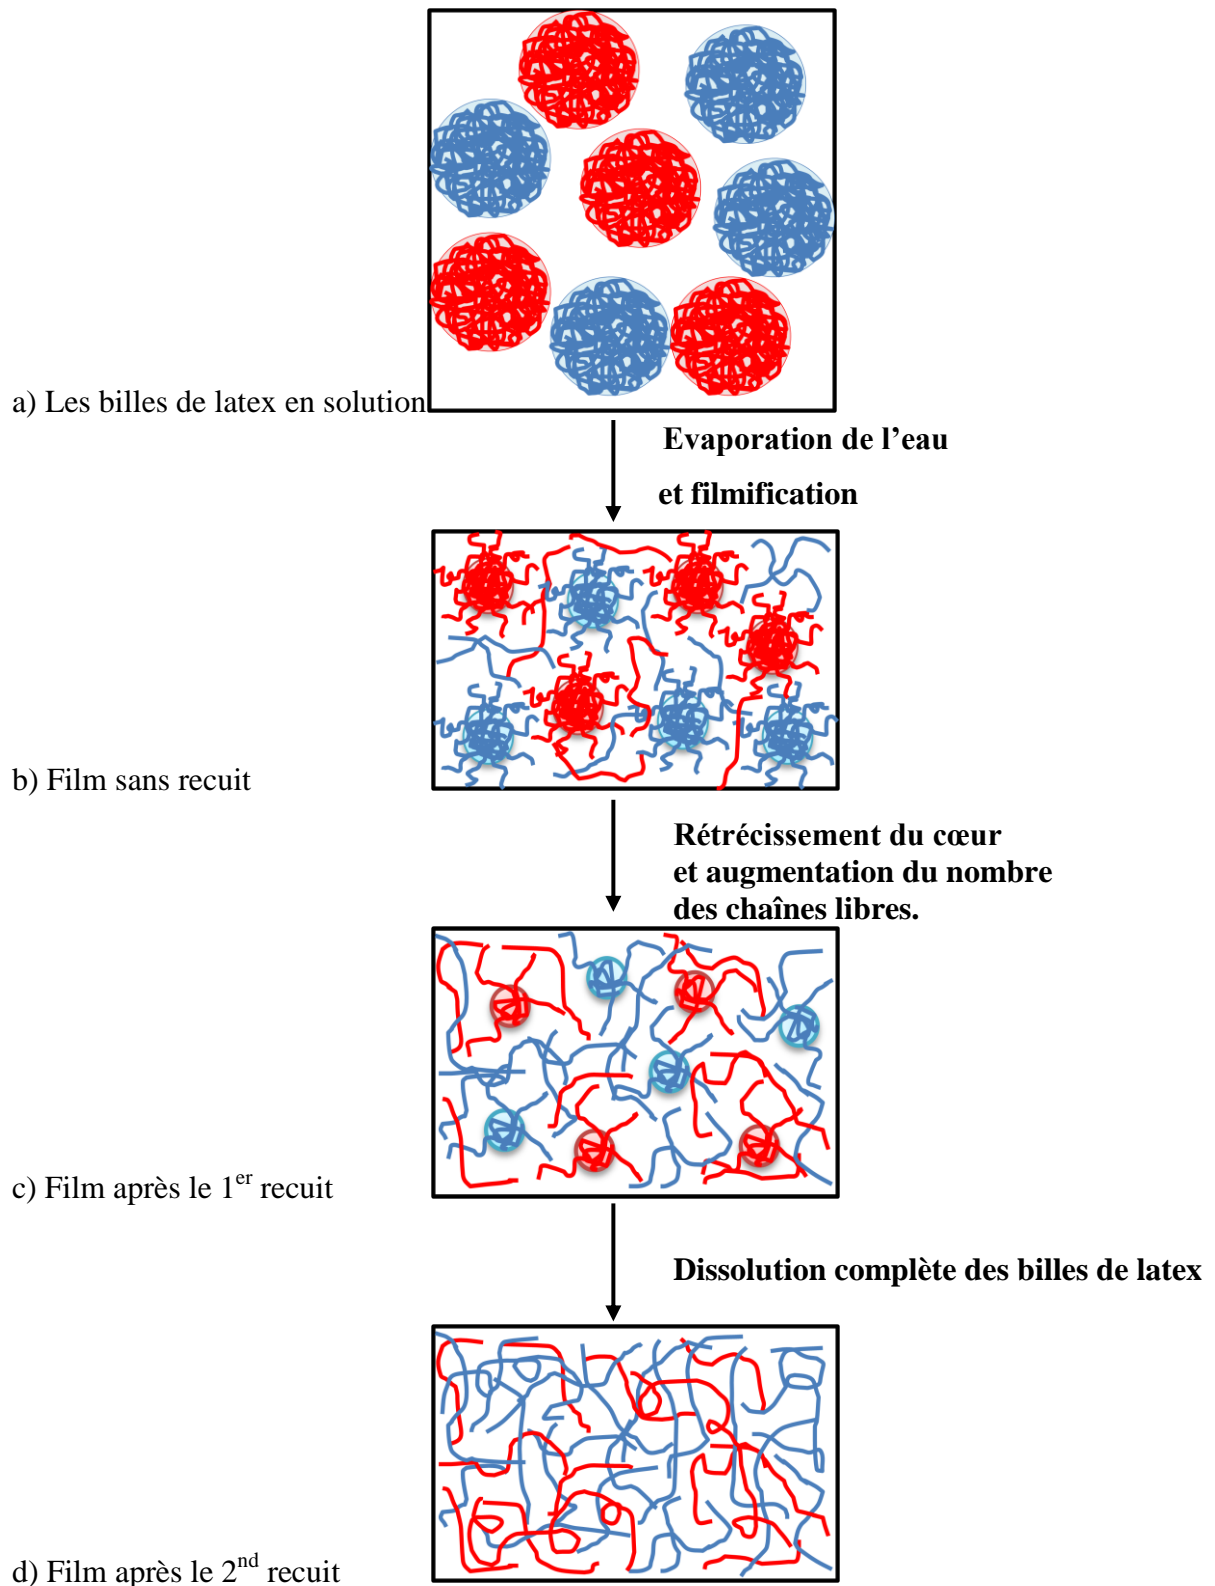 a) Les billes de latex en solution
Evaporation de l’eau
et filmification
b) Film sans recuit
Rétrécissement du cœur
et augmentation du nombre
des chaînes libres.
c) Film après le 1er recuit
Dissolution complète des billes de latex
d) Film après le 2nd recuit